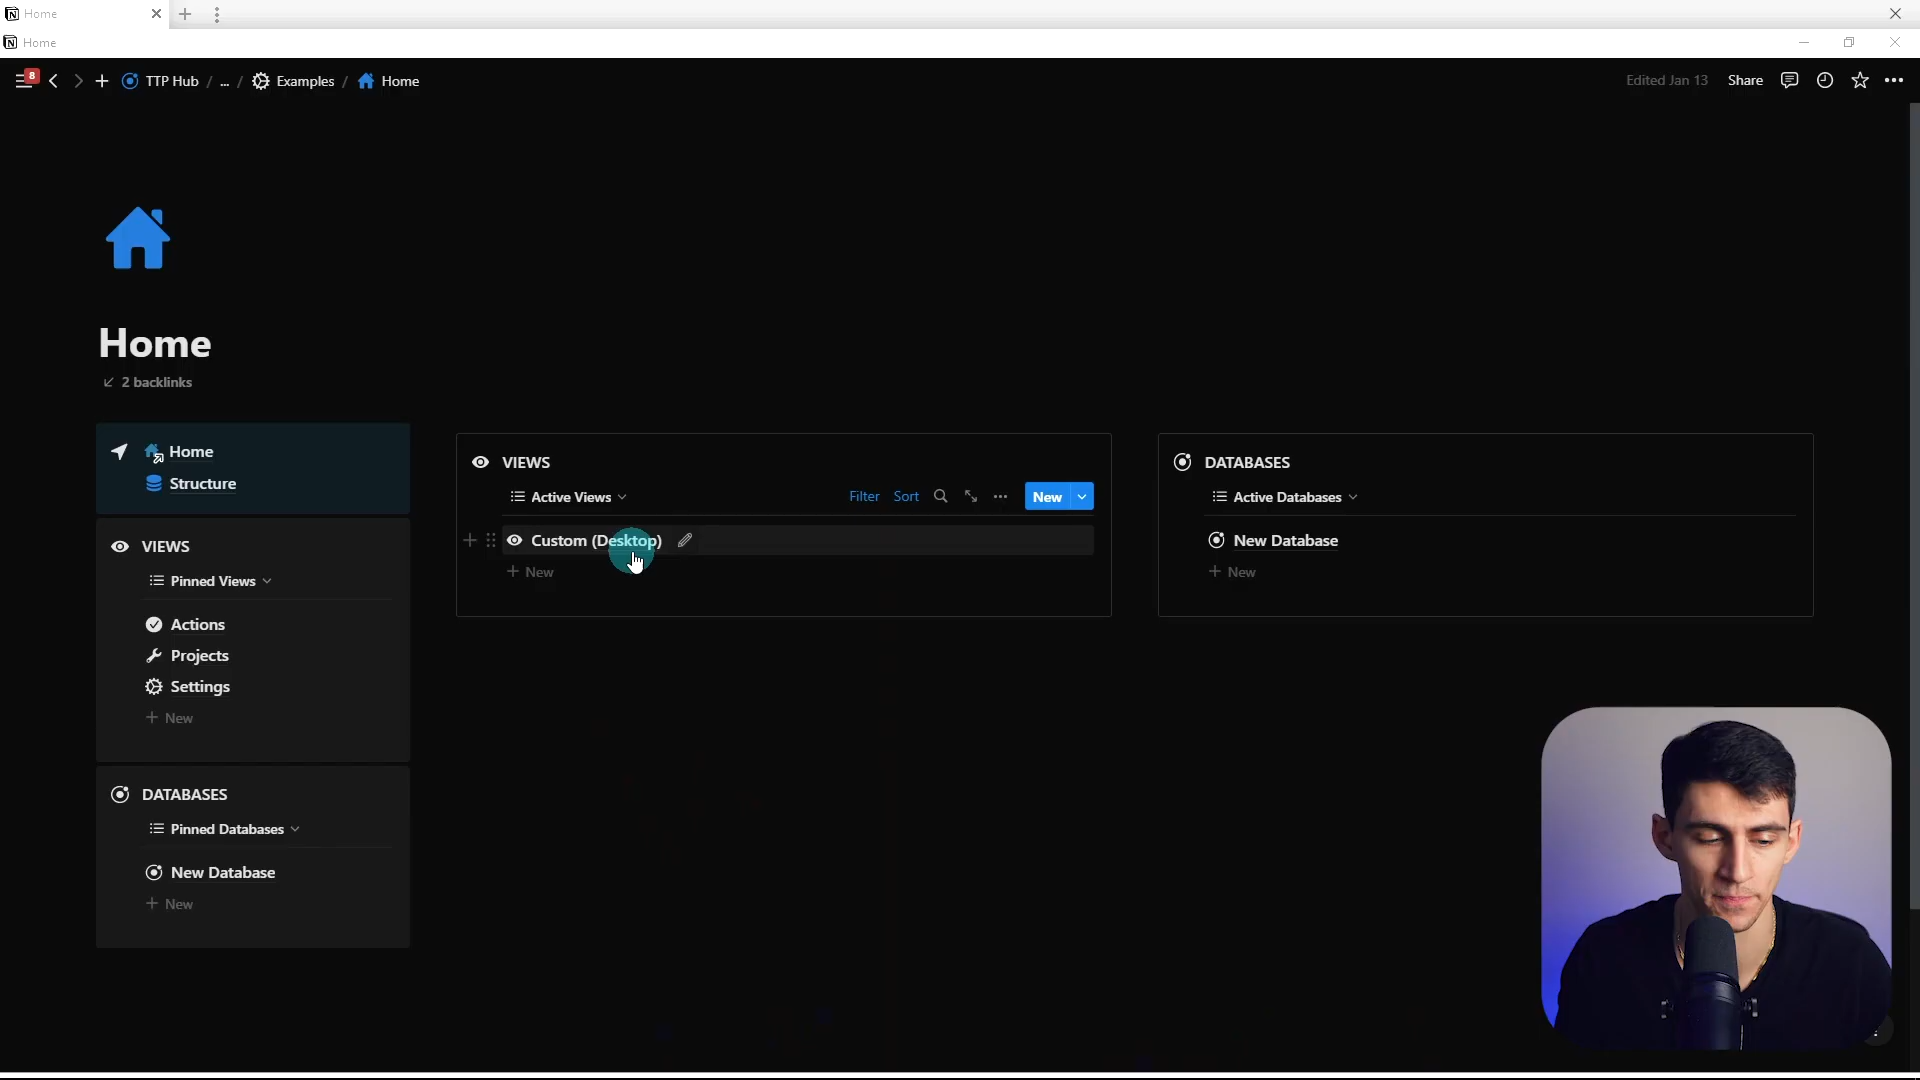 Home
Home
8
TTP Hub / ... / Examples / Home
Edited Jan 13
Share
Home
2 backlinks
Home
Structure
VIEWS
Pinned Views
Actions
Projects
Settings
New
DATABASES
Pinned Databases
New Database
New
VIEWS
Active Views
Filter
Sort
New
Custom (Desktop)
New
DATABASES
Active Databases
New Database
New